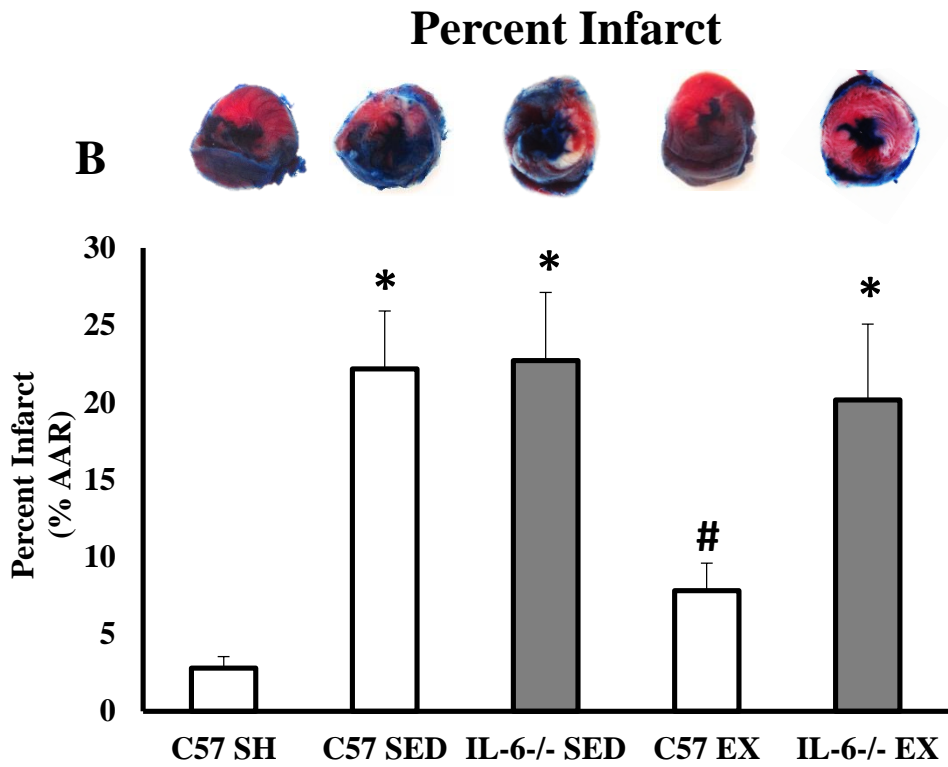 Percent Infarct
B
Percent Infarct
(% AAR)
30
25
20
15
10
5
0
*
*
#
*
C57 SH
C57 SED
IL-6-/- SED
C57 EX
IL-6-/- EX